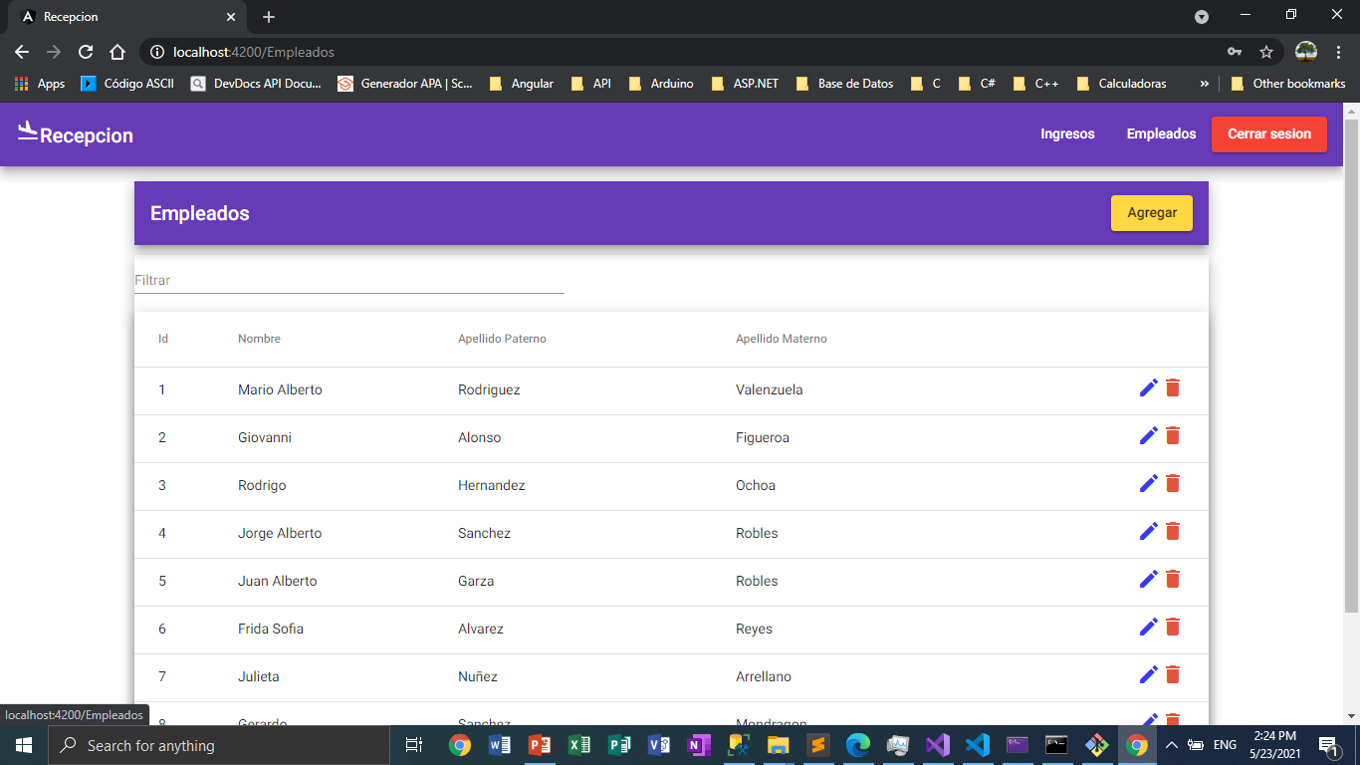 Recepcion
localhost:4200/Empleados
Apps Código ASCII DevDocs API Docu... Generador APA | Sc... Angular API Arduino ASP.NET Base de Datos C C# C++ Calculadoras » Other bookmarks
Recepcion Ingresos Empleados Cerrar sesion
Empleados Agregar
Filtrar
Id Nombre Apellido Paterno Apellido Materno
1 Mario Alberto Rodriguez Valenzuela
2 Giovanni Alonso Figueroa
3 Rodrigo Hernandez Ochoa
4 Jorge Alberto Sanchez Robles
5 Juan Alberto Garza Robles
6 Frida Sofia Alvarez Reyes
7 Julieta Nuñez Arrellano
8 Gerardo Sanchez Mondragon
localhost:4200/Empleados
Search for anything
ENG
2:24 PM
5/23/2021
1